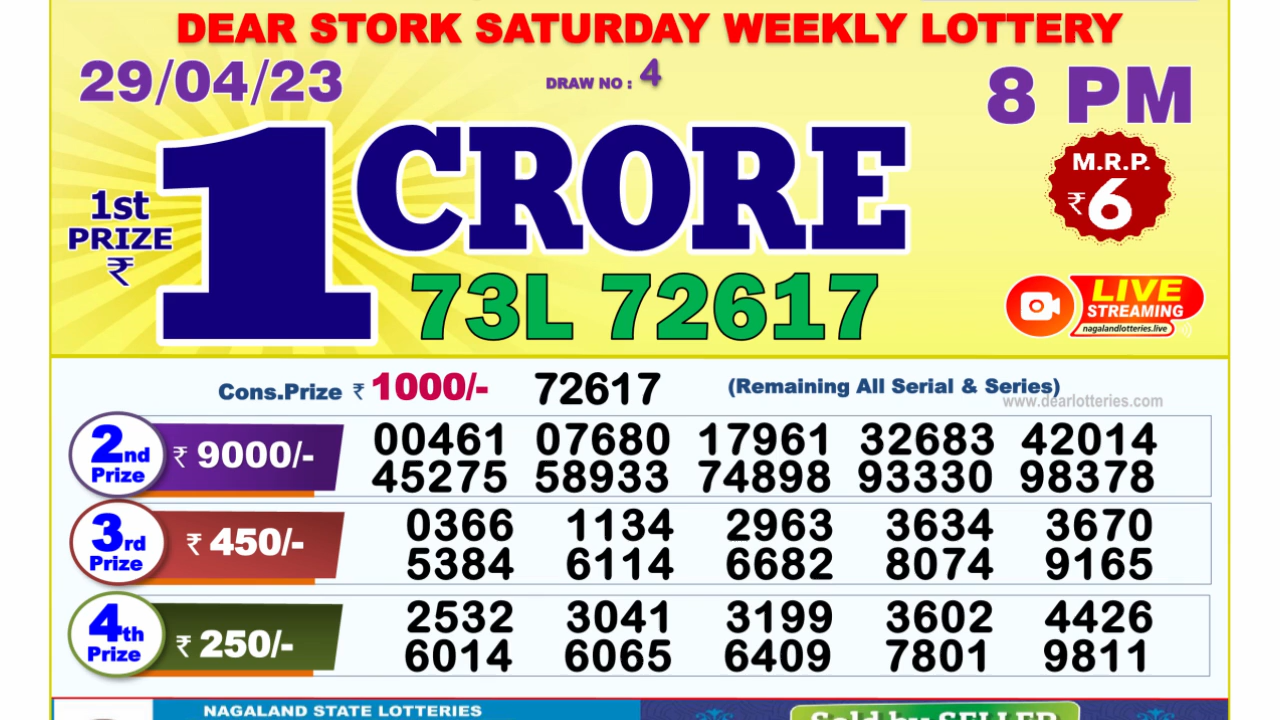 DEAR STORK SATURDAY WEEKLY LOTTERY
29/04/23
DRAW NO : 4
8 PM
1st
PRIZE
₹
1 CRORE
M.R.P.
₹6
73L 72617
LIVE
STREAMING
nagalandlotteries.live
Cons.Prize ₹ 1000/- 72617 (Remaining All Serial & Series)
www.dearlotteries.com
2nd Prize ₹ 9000/-
00461 07680 17961 32683 42014
45275 58933 74898 93330 98378
3rd Prize ₹ 450/-
0366 1134 2963 3634 3670
5384 6114 6682 8074 9165
4th Prize ₹ 250/-
2532 3041 3199 3602 4426
6014 6065 6409 7801 9811
NAGALAND STATE LOTTERIES
Sold by SELLER